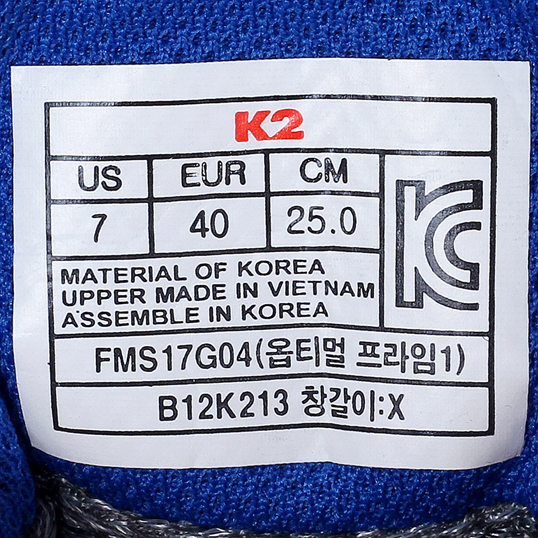 K2
US EUR CM
7 40 25.0
KC
MATERIAL OF KOREA
UPPER MADE IN VIETNAM
ASSEMBLE IN KOREA
FMS17G04(옵티멀 프라임1)
B12K213 창갈이:X